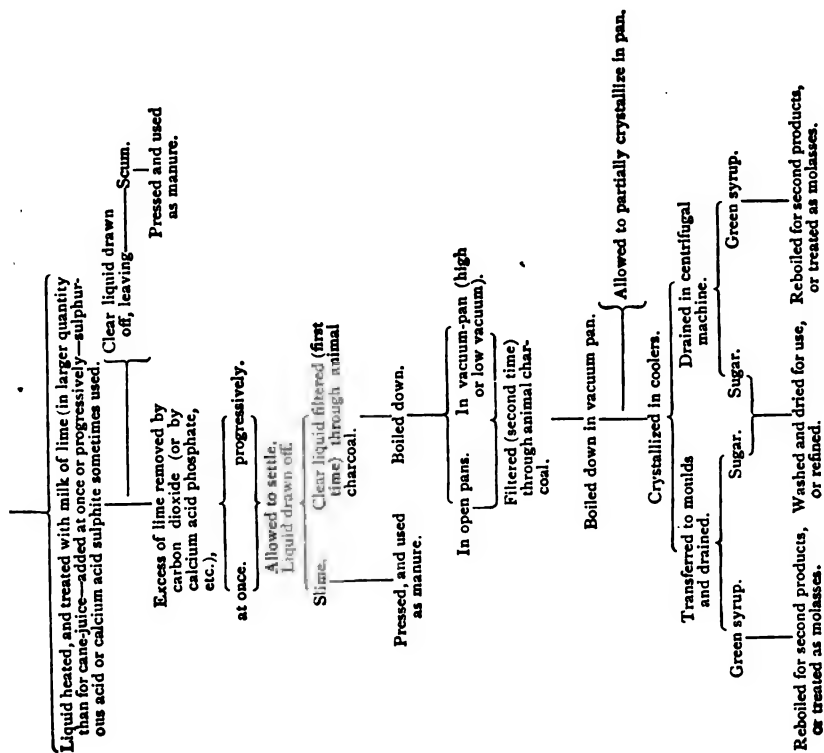 Liquid heated, and treated with milk of lime (in larger quantity
than for cane-juice—added at once or progressively—sulphur-
ous acid or calcium acid sulphite sometimes used.
Clear liquid drawn
off, leaving—Scum.
Pressed and used
as manure.
Excess of lime removed by
carbon dioxide (or by
calcium acid phosphate,
etc.),
at once. progressively.
Allowed to settle.
Liquid drawn off.
Slime. Clear liquid filtered (first
time) through animal
charcoal.
Pressed, and used
as manure.
Boiled down.
In open pans. In vacuum-pan (high
or low vacuum).
Filtered (second time)
through animal char-
coal.
Boiled down in vacuum pan.
Allowed to partially crystallize in pan.
Crystallized in coolers.
Transferred to moulds
and drained.
Drained in centrifugal
machine.
Green syrup. Sugar. Sugar. Green syrup.
Reboiled for second products,
or treated as molasses.
Washed and dried for use,
or refined.
Reboiled for second products,
or treated as molasses.